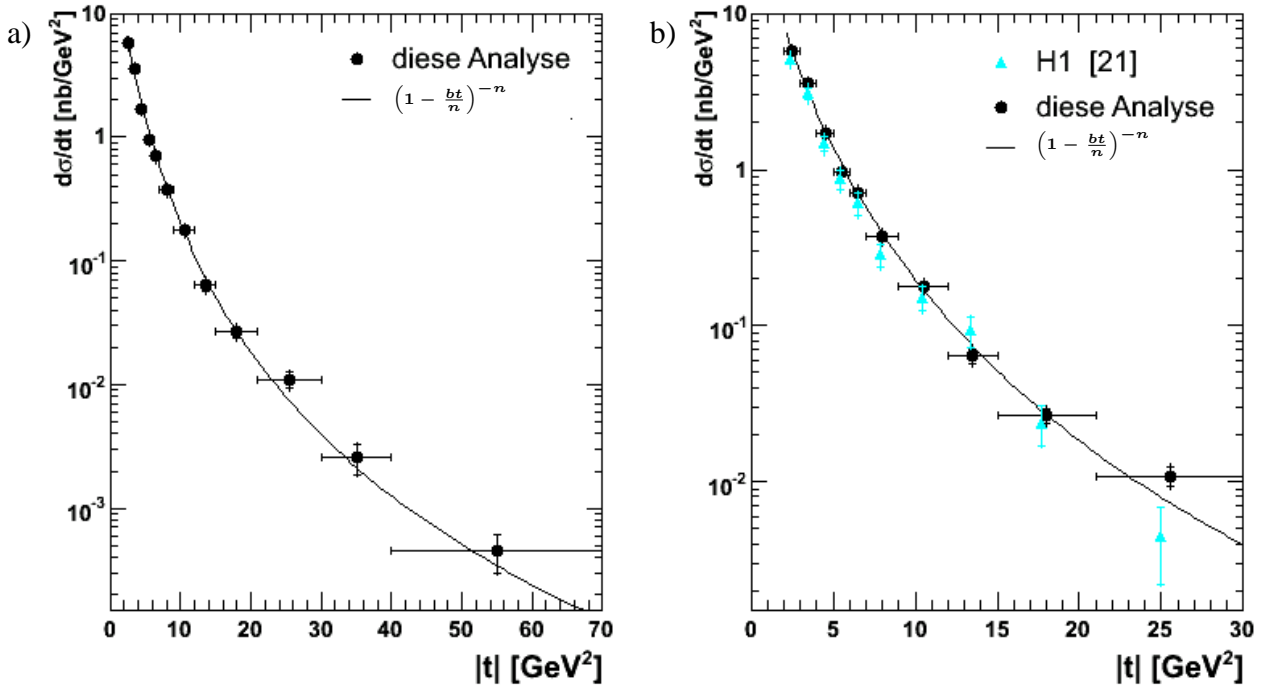 a)
dσ/dt [nb/GeV²]
10
1
10⁻¹
10⁻²
10⁻³
diese Analyse
(1 − bt/n)⁻ⁿ
0 10 20 30 40 50 60 70
|t| [GeV²]
b)
dσ/dt [nb/GeV²]
10
1
10⁻¹
10⁻²
H1 [21]
diese Analyse
(1 − bt/n)⁻ⁿ
0 5 10 15 20 25 30
|t| [GeV²]